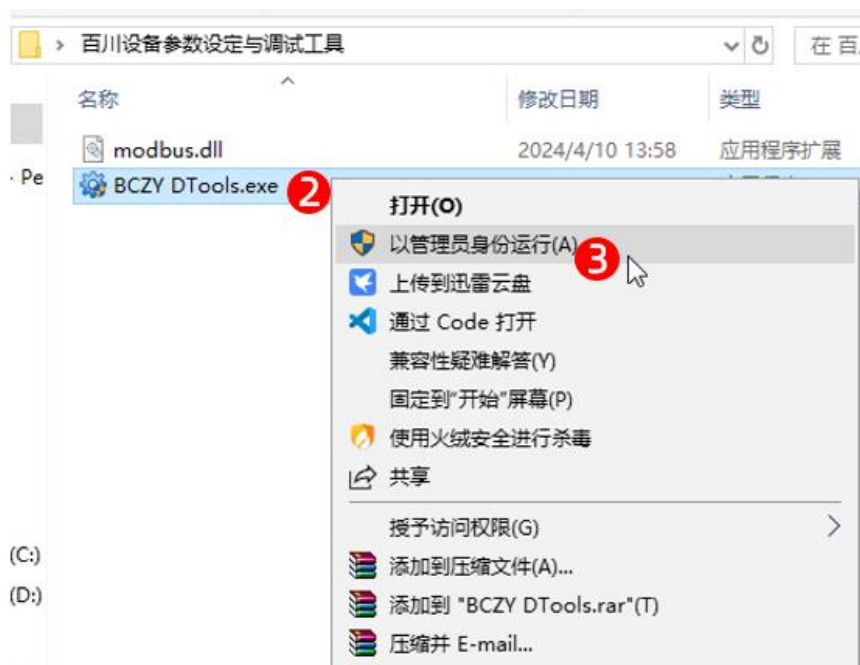 百川设备参数设定与调试工具
在 百
名称 修改日期 类型
modbus.dll 2024/4/10 13:58 应用程序扩展
Pe
BCZY DTools.exe 2
打开(O)
以管理员身份运行(A) 3
上传到迅雷云盘
通过 Code 打开
兼容性疑难解答(Y)
固定到"开始"屏幕(P)
使用火绒安全进行杀毒
共享
授予访问权限(G)
(C:)
添加到压缩文件(A)...
(D:)
添加到 "BCZY DTools.rar"(T)
压缩并 E-mail...